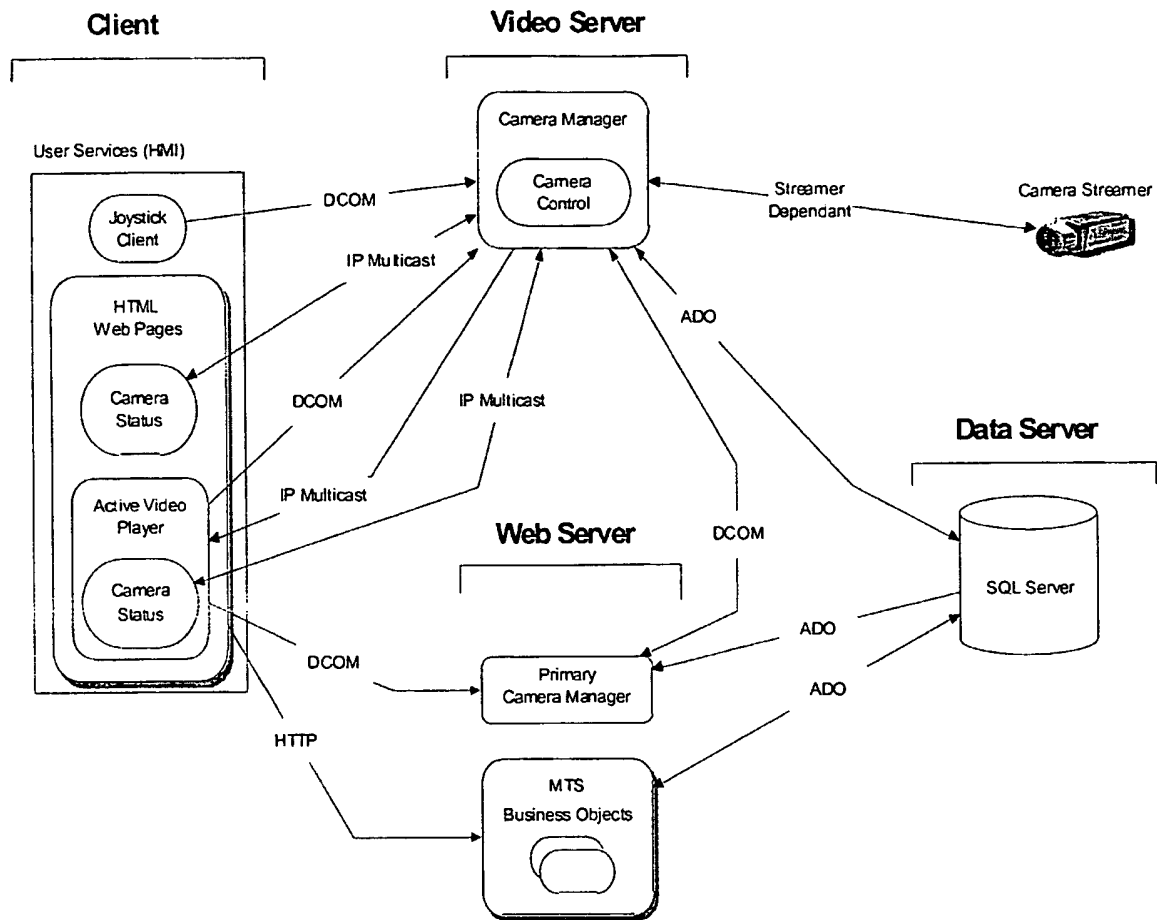 Client
Video Server
User Services (HMI)
Camera Manager
Camera
Control
Joystick
Client
DCOM
Streamer
Dependant
Camera Streamer
IP Multicast
HTML
Web Pages
ADO
Camera
Status
DCOM
IP Multicast
Data Server
Active Video
Player
IP Multicast
Web Server
DCOM
Camera
Status
SQL Server
ADO
DCOM
Primary
Camera Manager
ADO
HTTP
MTS
Business Objects